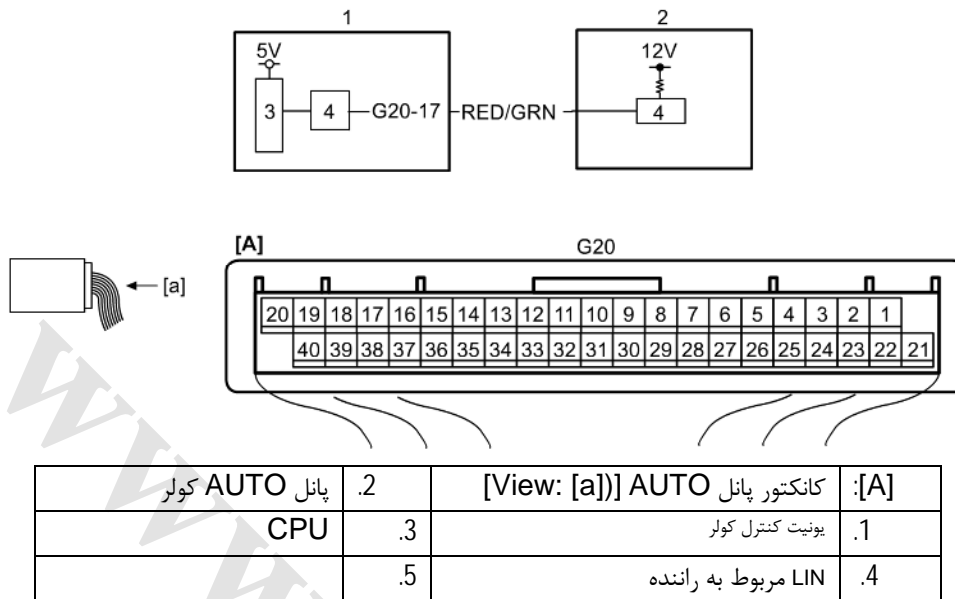 1 2
5V 12V
3 4 G20-17 RED/GRN 4
[A] G20
[a]
20 19 18 17 16 15 14 13 12 11 10 9 8 7 6 5 4 3 2 1
40 39 38 37 36 35 34 33 32 31 30 29 28 27 26 25 24 23 22 21
[A]: کانکتور پانل AUTO [(View: [a] .2 پانل AUTO کولر
.1 یونیت کنترل کولر .3 CPU
.4 LIN مربوط به راننده .5